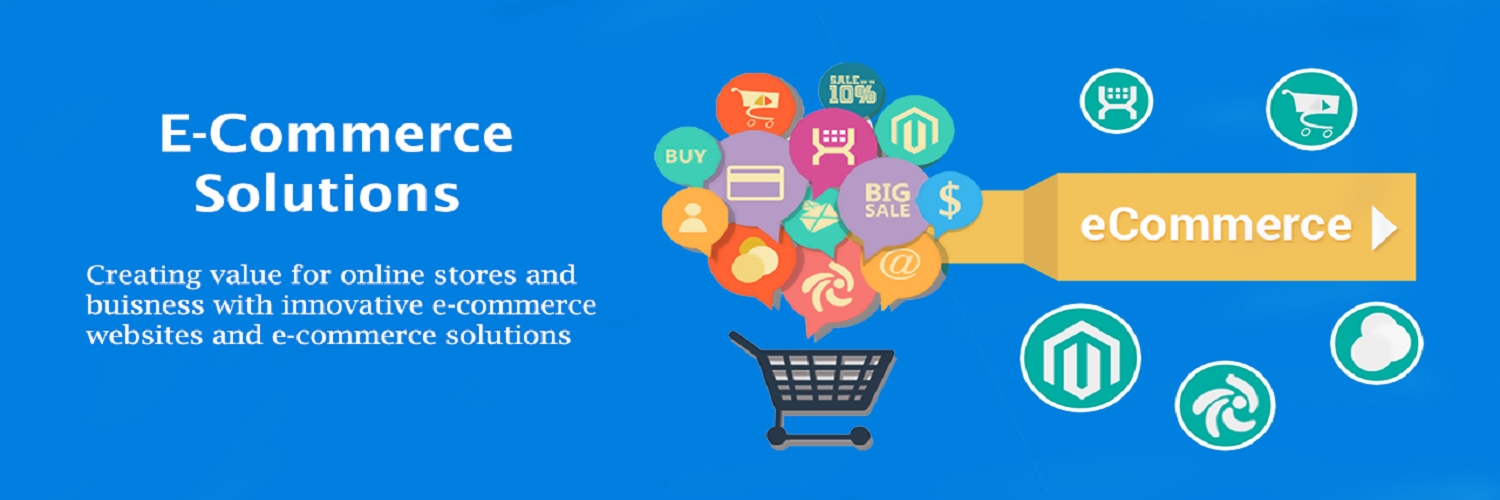 E-Commerce
Solutions
Creating value for online stores and
buisness with innovative e-commerce
websites and e-commerce solutions
SALE
10%
BUY
BIG
SALE
$
@
eCommerce